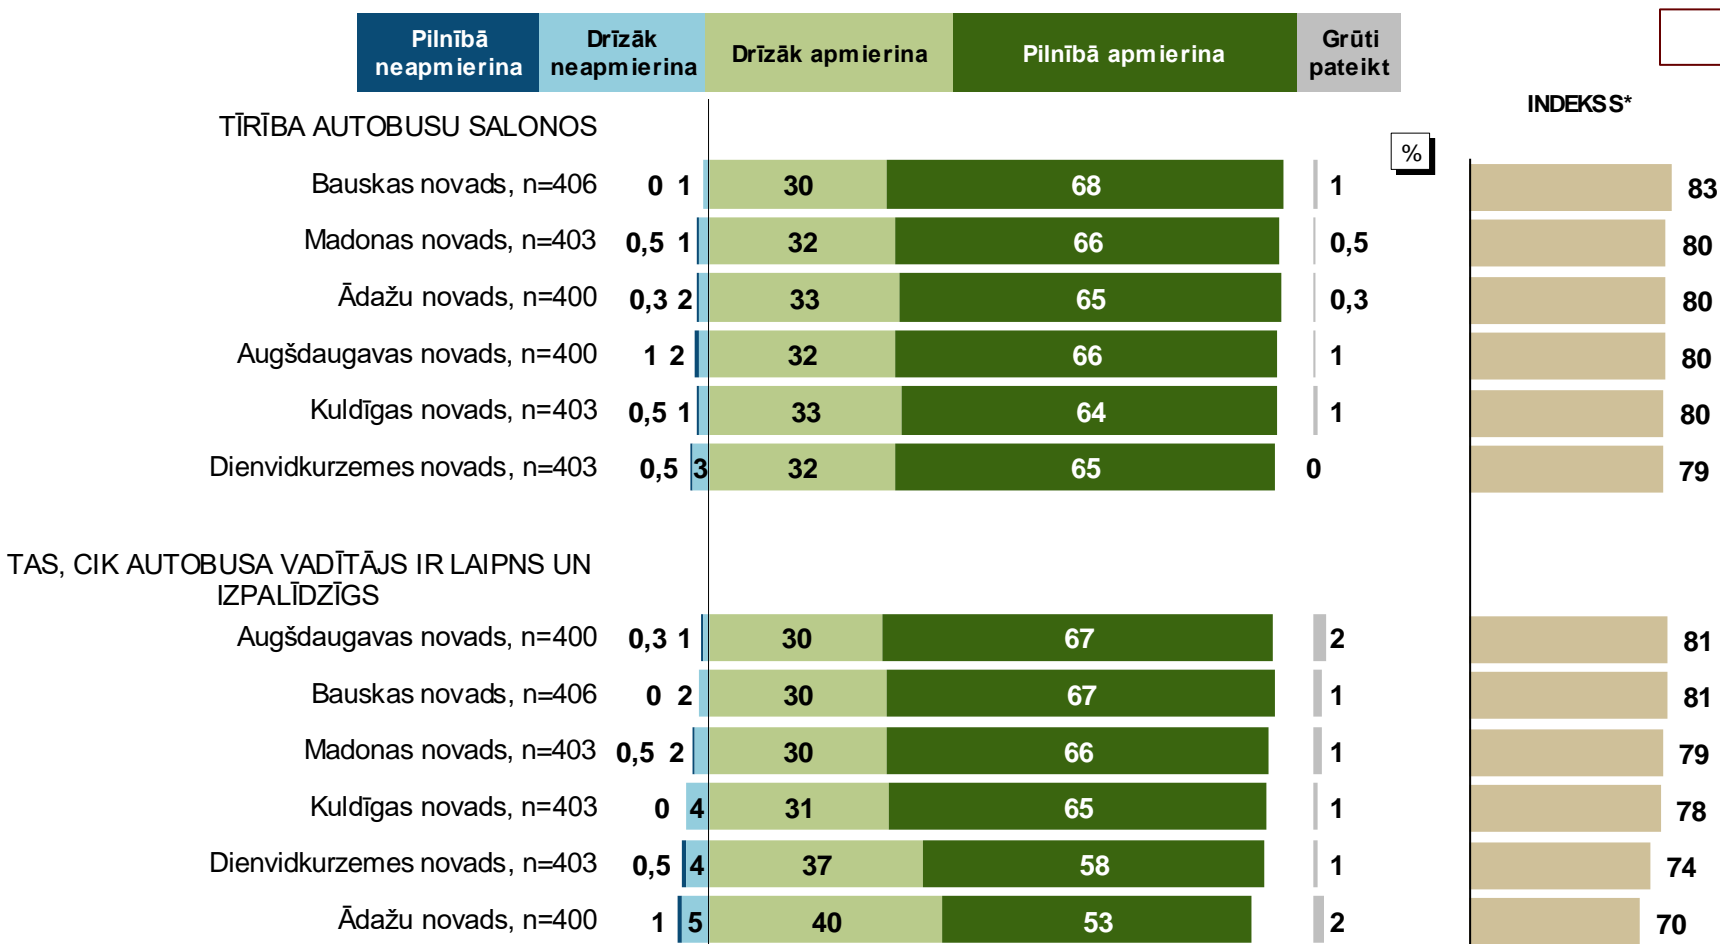 Pilnībā neapmierina
Drīzāk neapmierina
Drīzāk apmierina
Pilnībā apmierina
Grūti pateikt
INDEKSS*
%
TĪRĪBA AUTOBUSU SALONOS
Bauskas novads, n=406 0 1 30 68 1 83
Madonas novads, n=403 0,5 1 32 66 0,5 80
Ādažu novads, n=400 0,3 2 33 65 0,3 80
Augšdaugavas novads, n=400 1 2 32 66 1 80
Kuldīgas novads, n=403 0,5 1 33 64 1 80
Dienvidkurzemes novads, n=403 0,5 3 32 65 0 79
TAS, CIK AUTOBUSA VADĪTĀJS IR LAIPNS UN
IZPALĪDZĪGS
Augšdaugavas novads, n=400 0,3 1 30 67 2 81
Bauskas novads, n=406 0 2 30 67 1 81
Madonas novads, n=403 0,5 2 30 66 1 79
Kuldīgas novads, n=403 0 4 31 65 1 78
Dienvidkurzemes novads, n=403 0,5 4 37 58 1 74
Ādažu novads, n=400 1 5 40 53 2 70